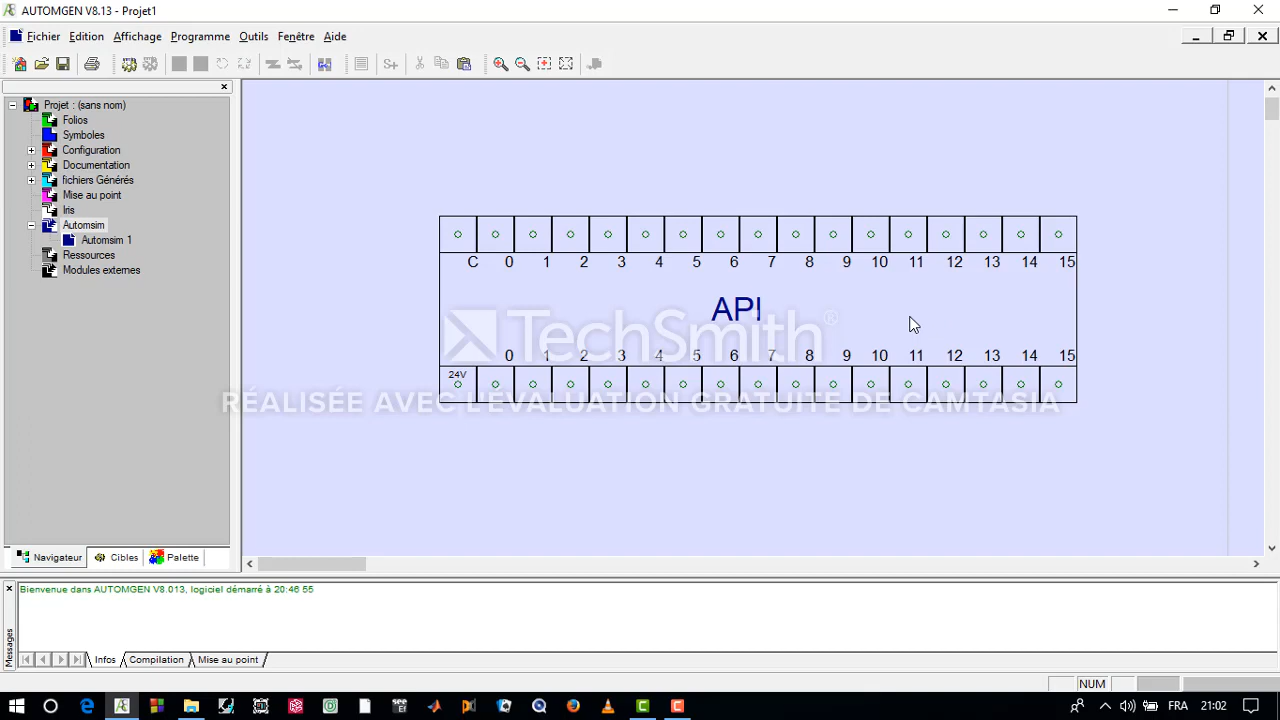 AUTOMGEN V8.13 - Projet1
Fichier Edition Affichage Programme Outils Fenêtre Aide
S+
Projet : (sans nom)
Folios
Symboles
Configuration
Documentation
fichiers Générés
Mise au point
Iris
Automsim
Automsim 1
Ressources
Modules externes
C 0 1 2 3 4 5 6 7 8 9 10 11 12 13 14 15
API
TechSmith®
0 1 2 3 4 5 6 7 8 9 10 11 12 13 14 15
24V
RÉALISÉE AVEC L'ÉVALUATION GRATUITE DE CAMTASIA
Navigateur Cibles Palette
Bienvenue dans AUTOMGEN V8.013, logiciel démarré à 20:46 55
Messages
Infos Compilation Mise au point
NUM
FRA 21:02